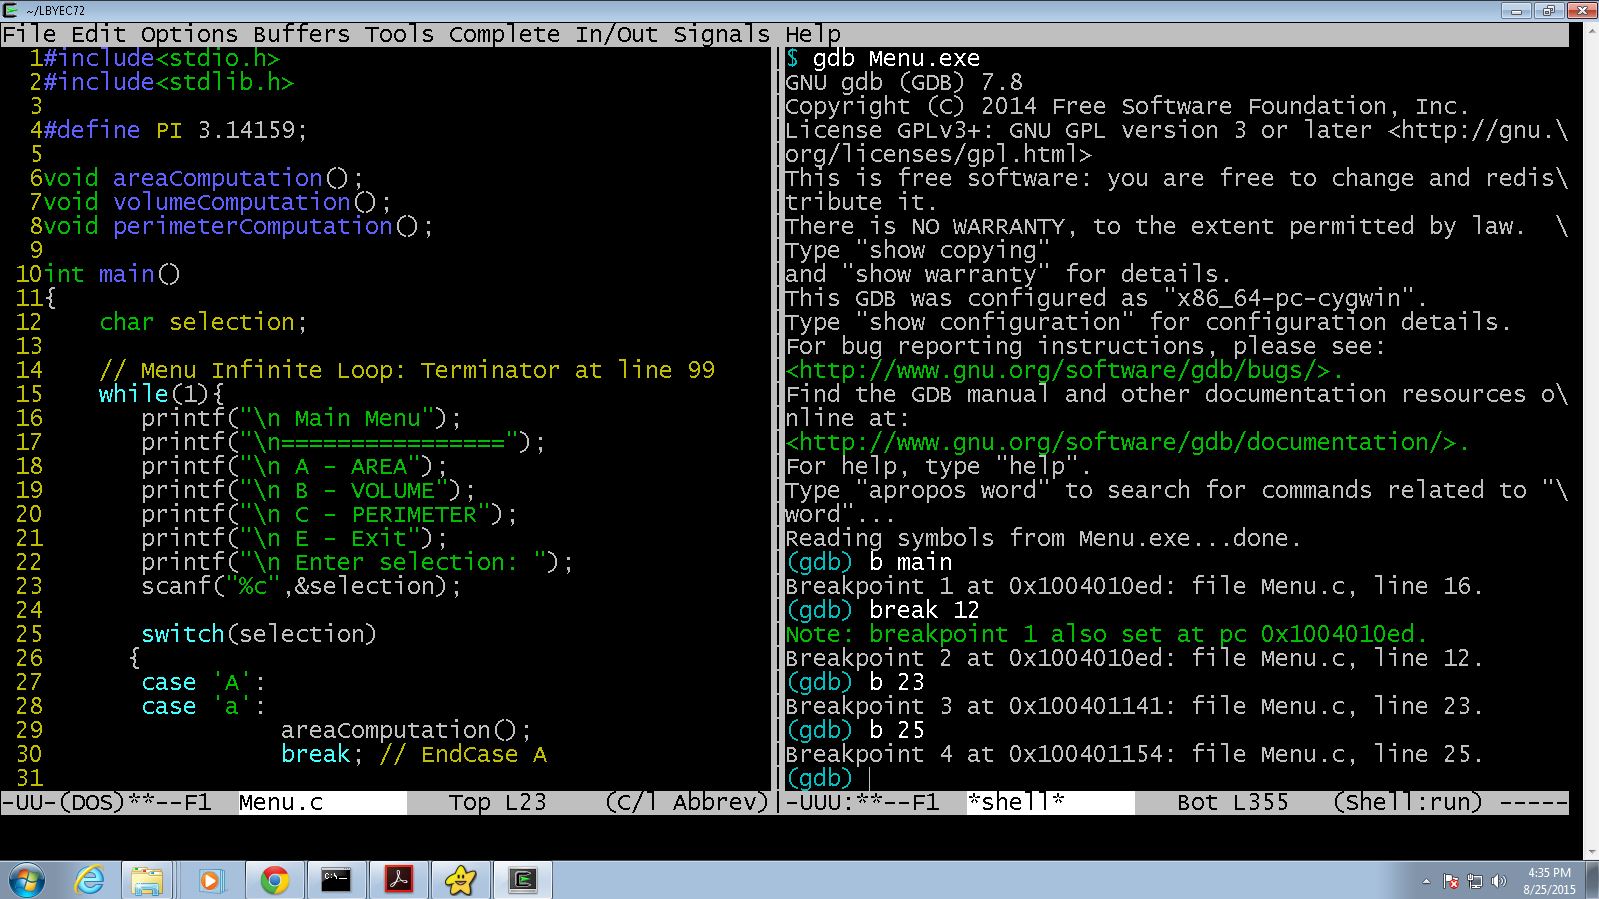 ~/LBYEC72
File Edit Options Buffers Tools Complete In/Out Signals Help
1#include<stdio.h>
2#include<stdlib.h>
3
4#define PI 3.14159;
5
6void areaComputation();
7void volumeComputation();
8void perimeterComputation();
9
10int main()
11{
12    char selection;
13
14    // Menu Infinite Loop: Terminator at line 99
15    while(1){
16       printf("\n Main Menu");
17       printf("\n================");
18       printf("\n A - AREA");
19       printf("\n B - VOLUME");
20       printf("\n C - PERIMETER");
21       printf("\n E - Exit");
22       printf("\n Enter selection: ");
23       scanf("%c",&selection);
24
25       switch(selection)
26      {
27       case 'A':
28       case 'a':
29                 areaComputation();
30                 break; // EndCase A
31
-UU-(DOS)**--F1  Menu.c         Top L23    (C/l Abbrev)
$ gdb Menu.exe
GNU gdb (GDB) 7.8
Copyright (C) 2014 Free Software Foundation, Inc.
License GPLv3+: GNU GPL version 3 or later <http://gnu.\
org/licenses/gpl.html>
This is free software: you are free to change and redis\
tribute it.
There is NO WARRANTY, to the extent permitted by law.  \
Type "show copying"
and "show warranty" for details.
This GDB was configured as "x86_64-pc-cygwin".
Type "show configuration" for configuration details.
For bug reporting instructions, please see:
<http://www.gnu.org/software/gdb/bugs/>.
Find the GDB manual and other documentation resources o\
nline at:
<http://www.gnu.org/software/gdb/documentation/>.
For help, type "help".
Type "apropos word" to search for commands related to "\
word"...
Reading symbols from Menu.exe...done.
(gdb) b main
Breakpoint 1 at 0x1004010ed: file Menu.c, line 16.
(gdb) break 12
Note: breakpoint 1 also set at pc 0x1004010ed.
Breakpoint 2 at 0x1004010ed: file Menu.c, line 12.
(gdb) b 23
Breakpoint 3 at 0x100401141: file Menu.c, line 23.
(gdb) b 25
Breakpoint 4 at 0x100401154: file Menu.c, line 25.
(gdb)
-UUU:**--F1  *shell*        Bot L355   (Shell:run) -----
C:\_
4:35 PM
8/25/2015